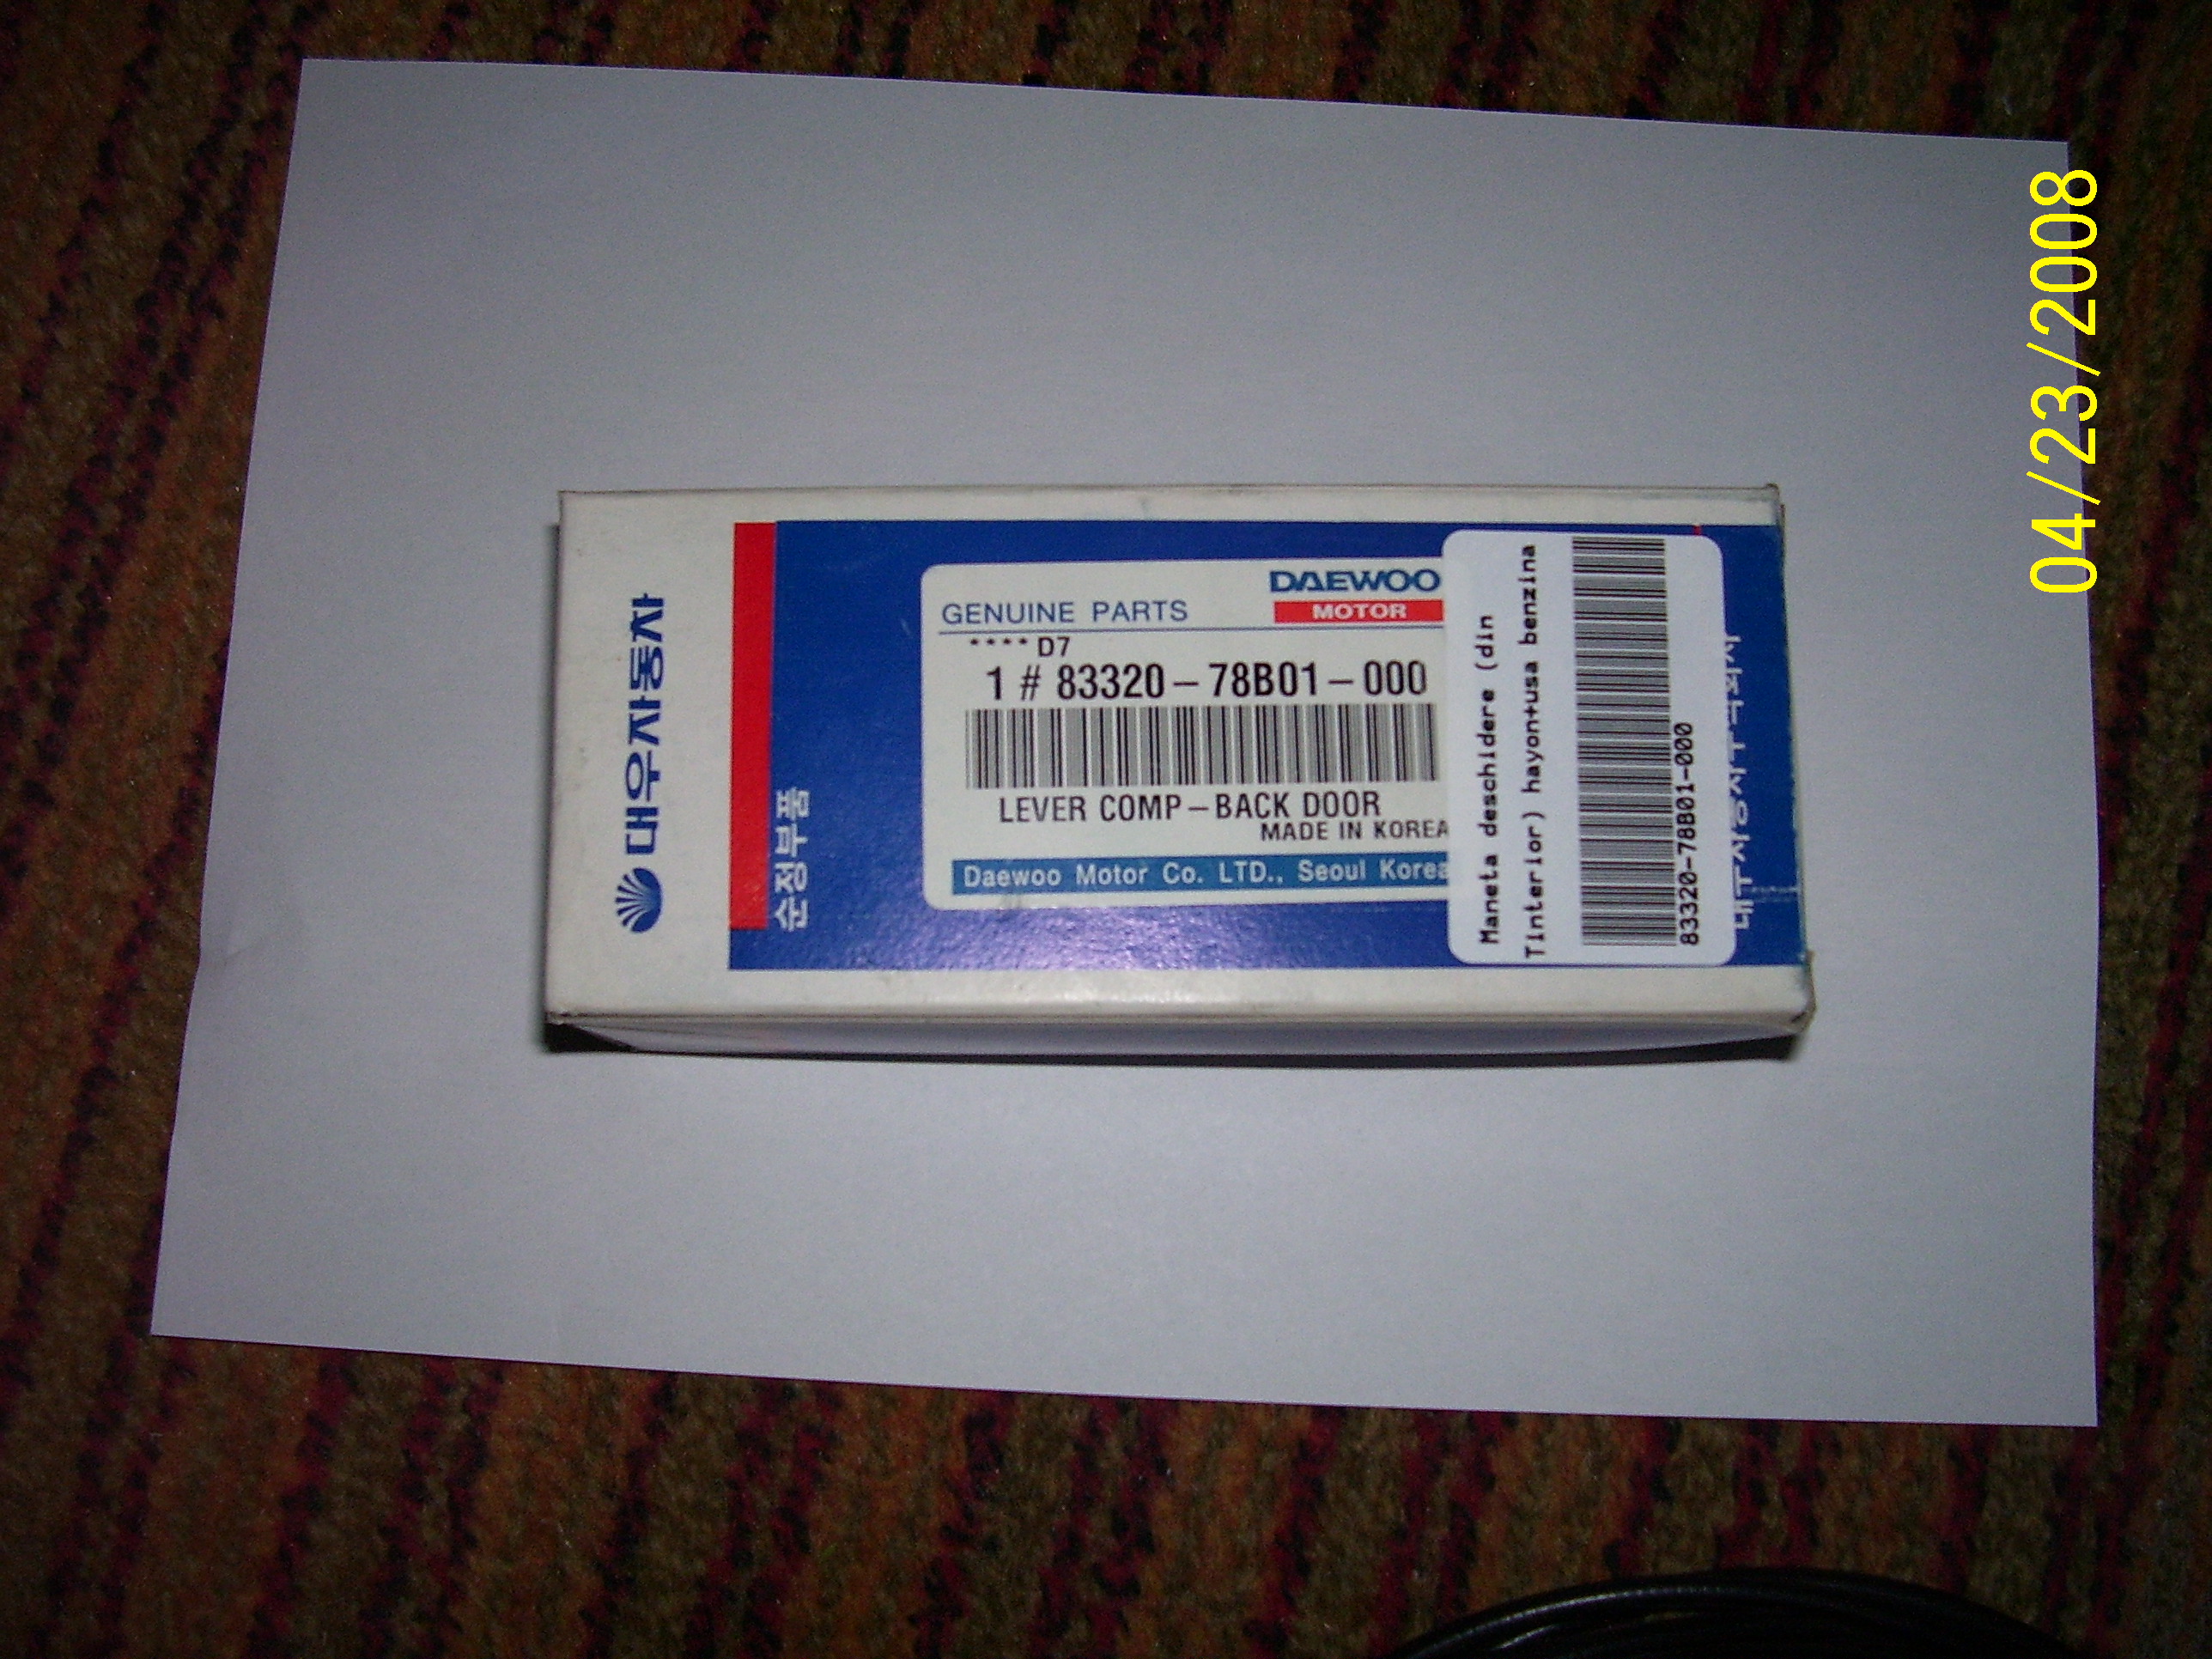 대우자동차
순정부품
GENUINE PARTS
DAEWOO
MOTOR
**** D7
1 # 83320-78B01-000
LEVER COMP-BACK DOOR
MADE IN KOREA
Daewoo Motor Co. LTD., Seoul Korea
Maneta deschidere (din
Tinterior) hayon+usa benzina
83320-78B01-000
04/23/2008